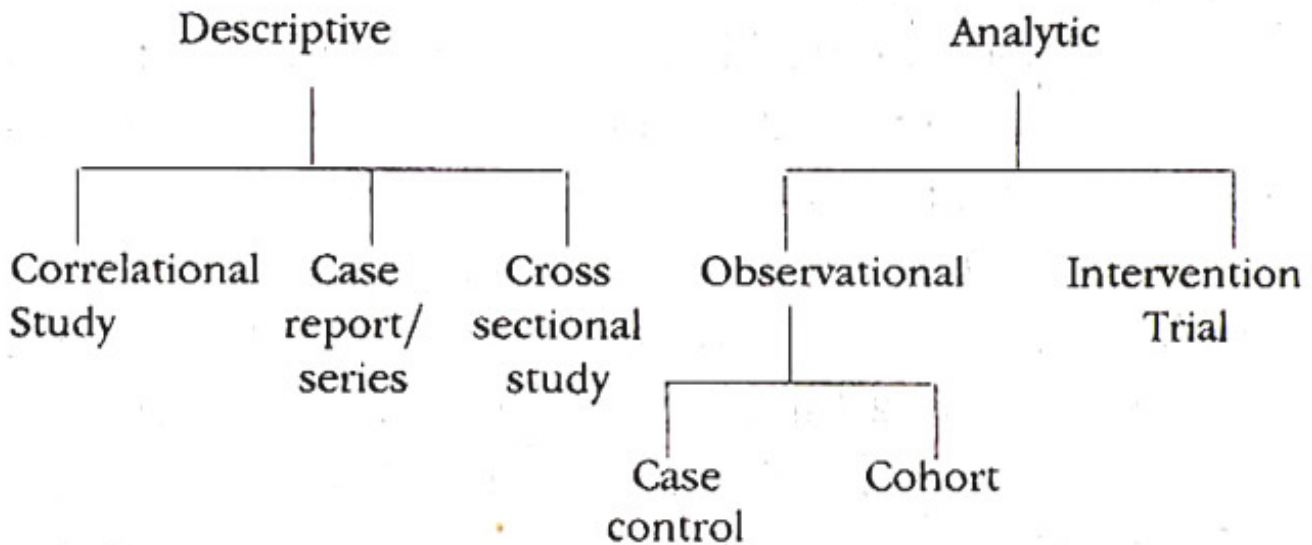 Descriptive
Analytic
Correlational
Study
Case
report/
series
Cross
sectional
study
Observational
Intervention
Trial
Case
control
Cohort